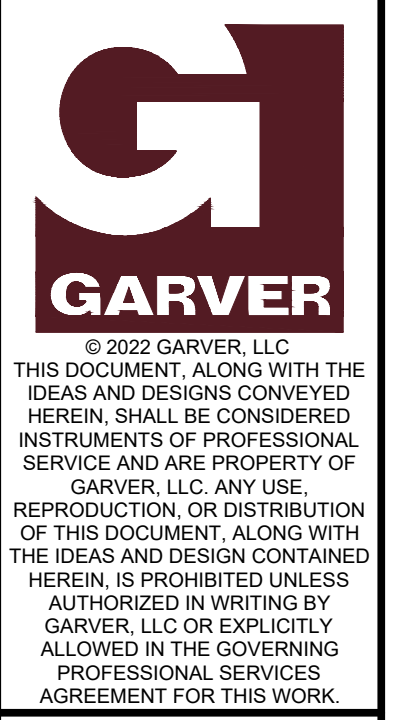 GARVER
© 2022 GARVER, LLC
THIS DOCUMENT, ALONG WITH THE
IDEAS AND DESIGNS CONVEYED
HEREIN, SHALL BE CONSIDERED
INSTRUMENTS OF PROFESSIONAL
SERVICE AND ARE PROPERTY OF
GARVER, LLC. ANY USE,
REPRODUCTION, OR DISTRIBUTION
OF THIS DOCUMENT, ALONG WITH
THE IDEAS AND DESIGN CONTAINED
HEREIN, IS PROHIBITED UNLESS
AUTHORIZED IN WRITING BY
GARVER, LLC OR EXPLICITLY
ALLOWED IN THE GOVERNING
PROFESSIONAL SERVICES
AGREEMENT FOR THIS WORK.